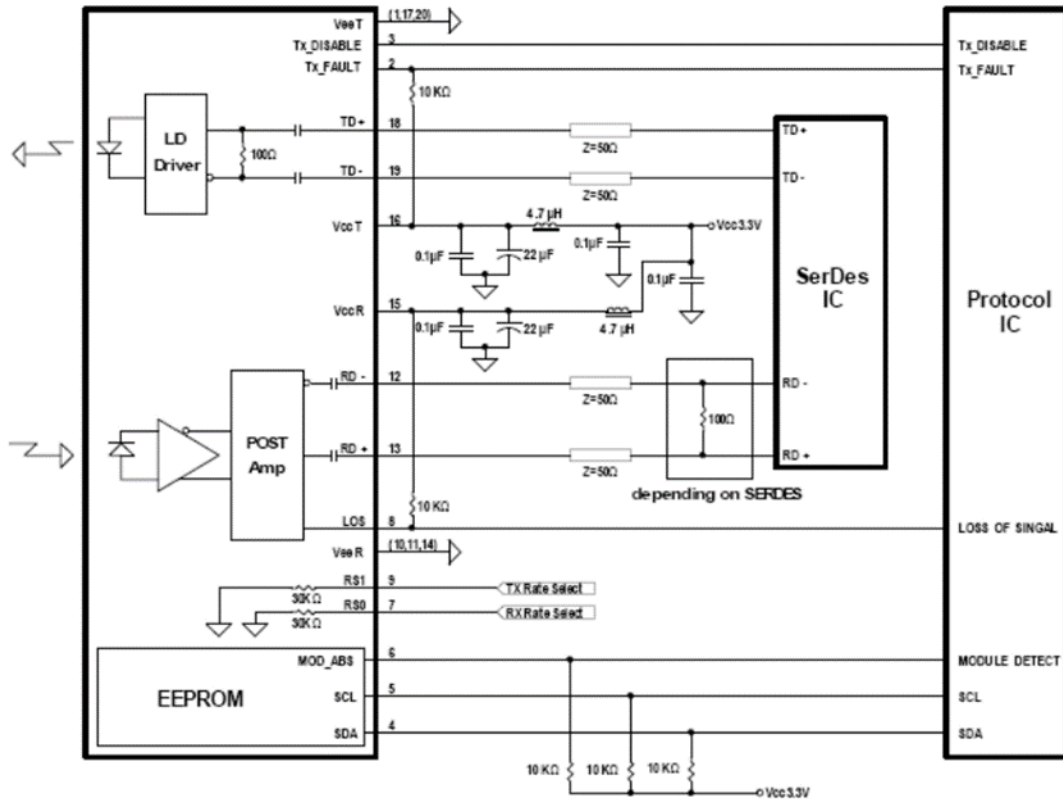 VeeT (1,17,20)
Tx_DISABLE 3 Tx_DISABLE
Tx_FAULT 2 Tx_FAULT
10 KΩ
LD
Driver
100Ω
TD+ 18 Z=50Ω TD+
TD- 19 Z=50Ω TD-
VccT 16 4.7 µH Vcc3.3V
0.1µF 22 µF 0.1µF 0.1µF
SerDes
IC
Protocol
IC
VccR 15
0.1µF 22 µF 4.7 µH
RD - 12 Z=50Ω RD -
100Ω
POST
Amp
RD + 13 Z=50Ω RD +
depending on SERDES
10 KΩ
LOS 8 LOSS OF SINGAL
VeeR (10,11,14)
RS1 9 TX Rate Select
30KΩ
RS0 7 RX Rate Select
30KΩ
MOD_ABS 6 MODULE DETECT
EEPROM
SCL 5 SCL
SDA 4 SDA
10 KΩ 10 KΩ 10 KΩ
Vcc3.3V